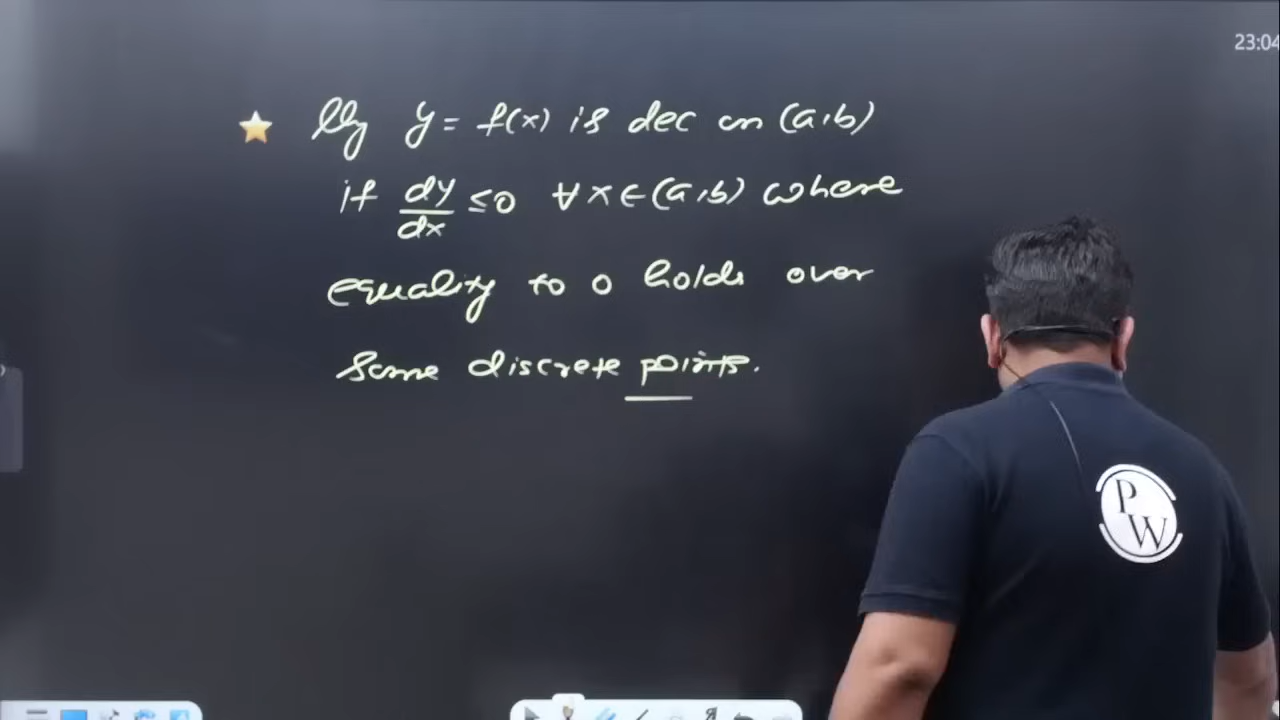 23:04
llly y = f(x) is dec on (a,b)
if dy/dx ≤0 ∀ x ∈ (a,b) where
equality to 0 holds over
some discrete points.
PW